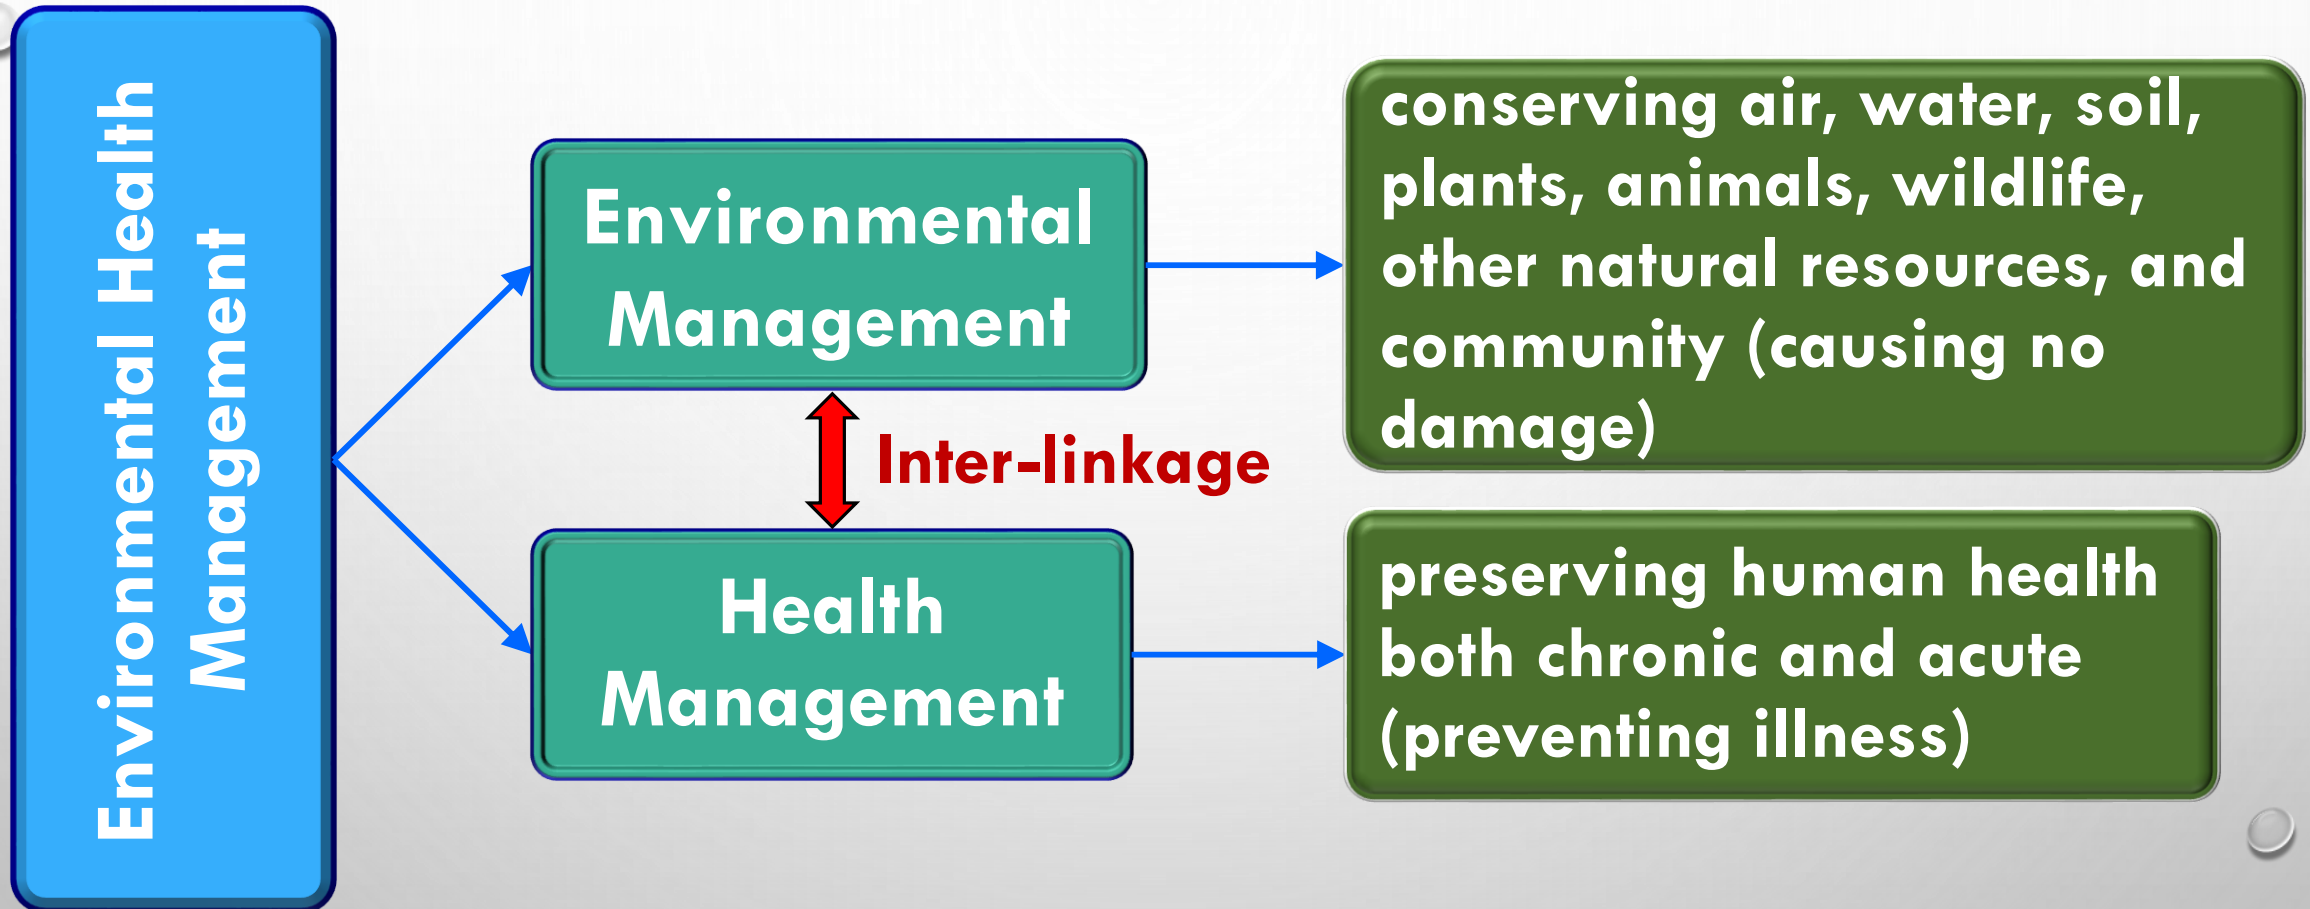 Environmental Health
Management
Environmental
Management
conserving air, water, soil,
plants, animals, wildlife,
other natural resources, and
community (causing no
damage)
Inter-linkage
Health
Management
preserving human health
both chronic and acute
(preventing illness)